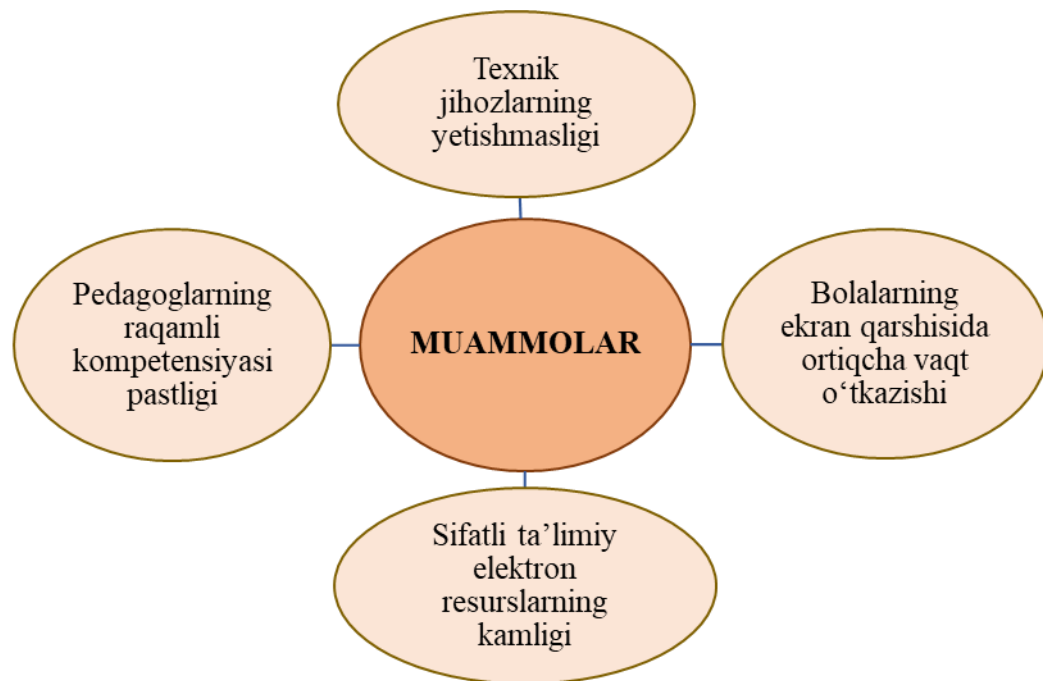 Texnik
jihozlarning
yetishmasligi
Pedagoglarning
raqamli
kompetensiyasi
pastligi
MUAMMOLAR
Bolalarning
ekran qarshisida
ortiqcha vaqt
o‘tkazishi
Sifatli ta’limiy
elektron
resurslarning
kamligi